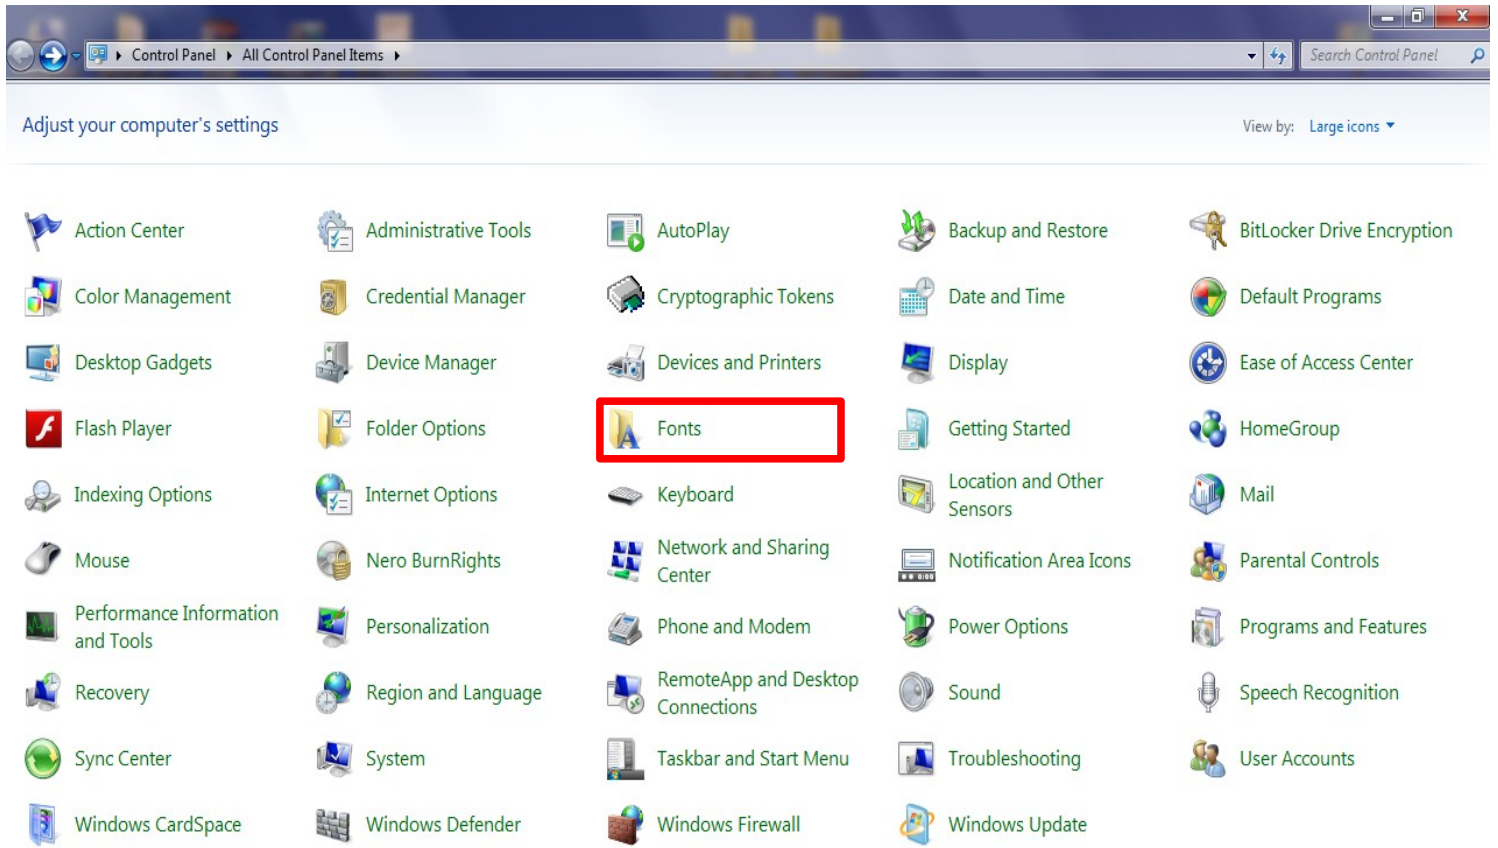 Control Panel All Control Panel Items Search Control Panel
Adjust your computer's settings View by: Large icons
Action Center Administrative Tools AutoPlay Backup and Restore BitLocker Drive Encryption
Color Management Credential Manager Cryptographic Tokens Date and Time Default Programs
Desktop Gadgets Device Manager Devices and Printers Display Ease of Access Center
Flash Player Folder Options Fonts Getting Started HomeGroup
Indexing Options Internet Options Keyboard Location and Other
Sensors Mail
Mouse Nero BurnRights Network and Sharing
Center Notification Area Icons Parental Controls
Performance Information
and Tools Personalization Phone and Modem Power Options Programs and Features
Recovery Region and Language RemoteApp and Desktop
Connections Sound Speech Recognition
Sync Center System Taskbar and Start Menu Troubleshooting User Accounts
Windows CardSpace Windows Defender Windows Firewall Windows Update